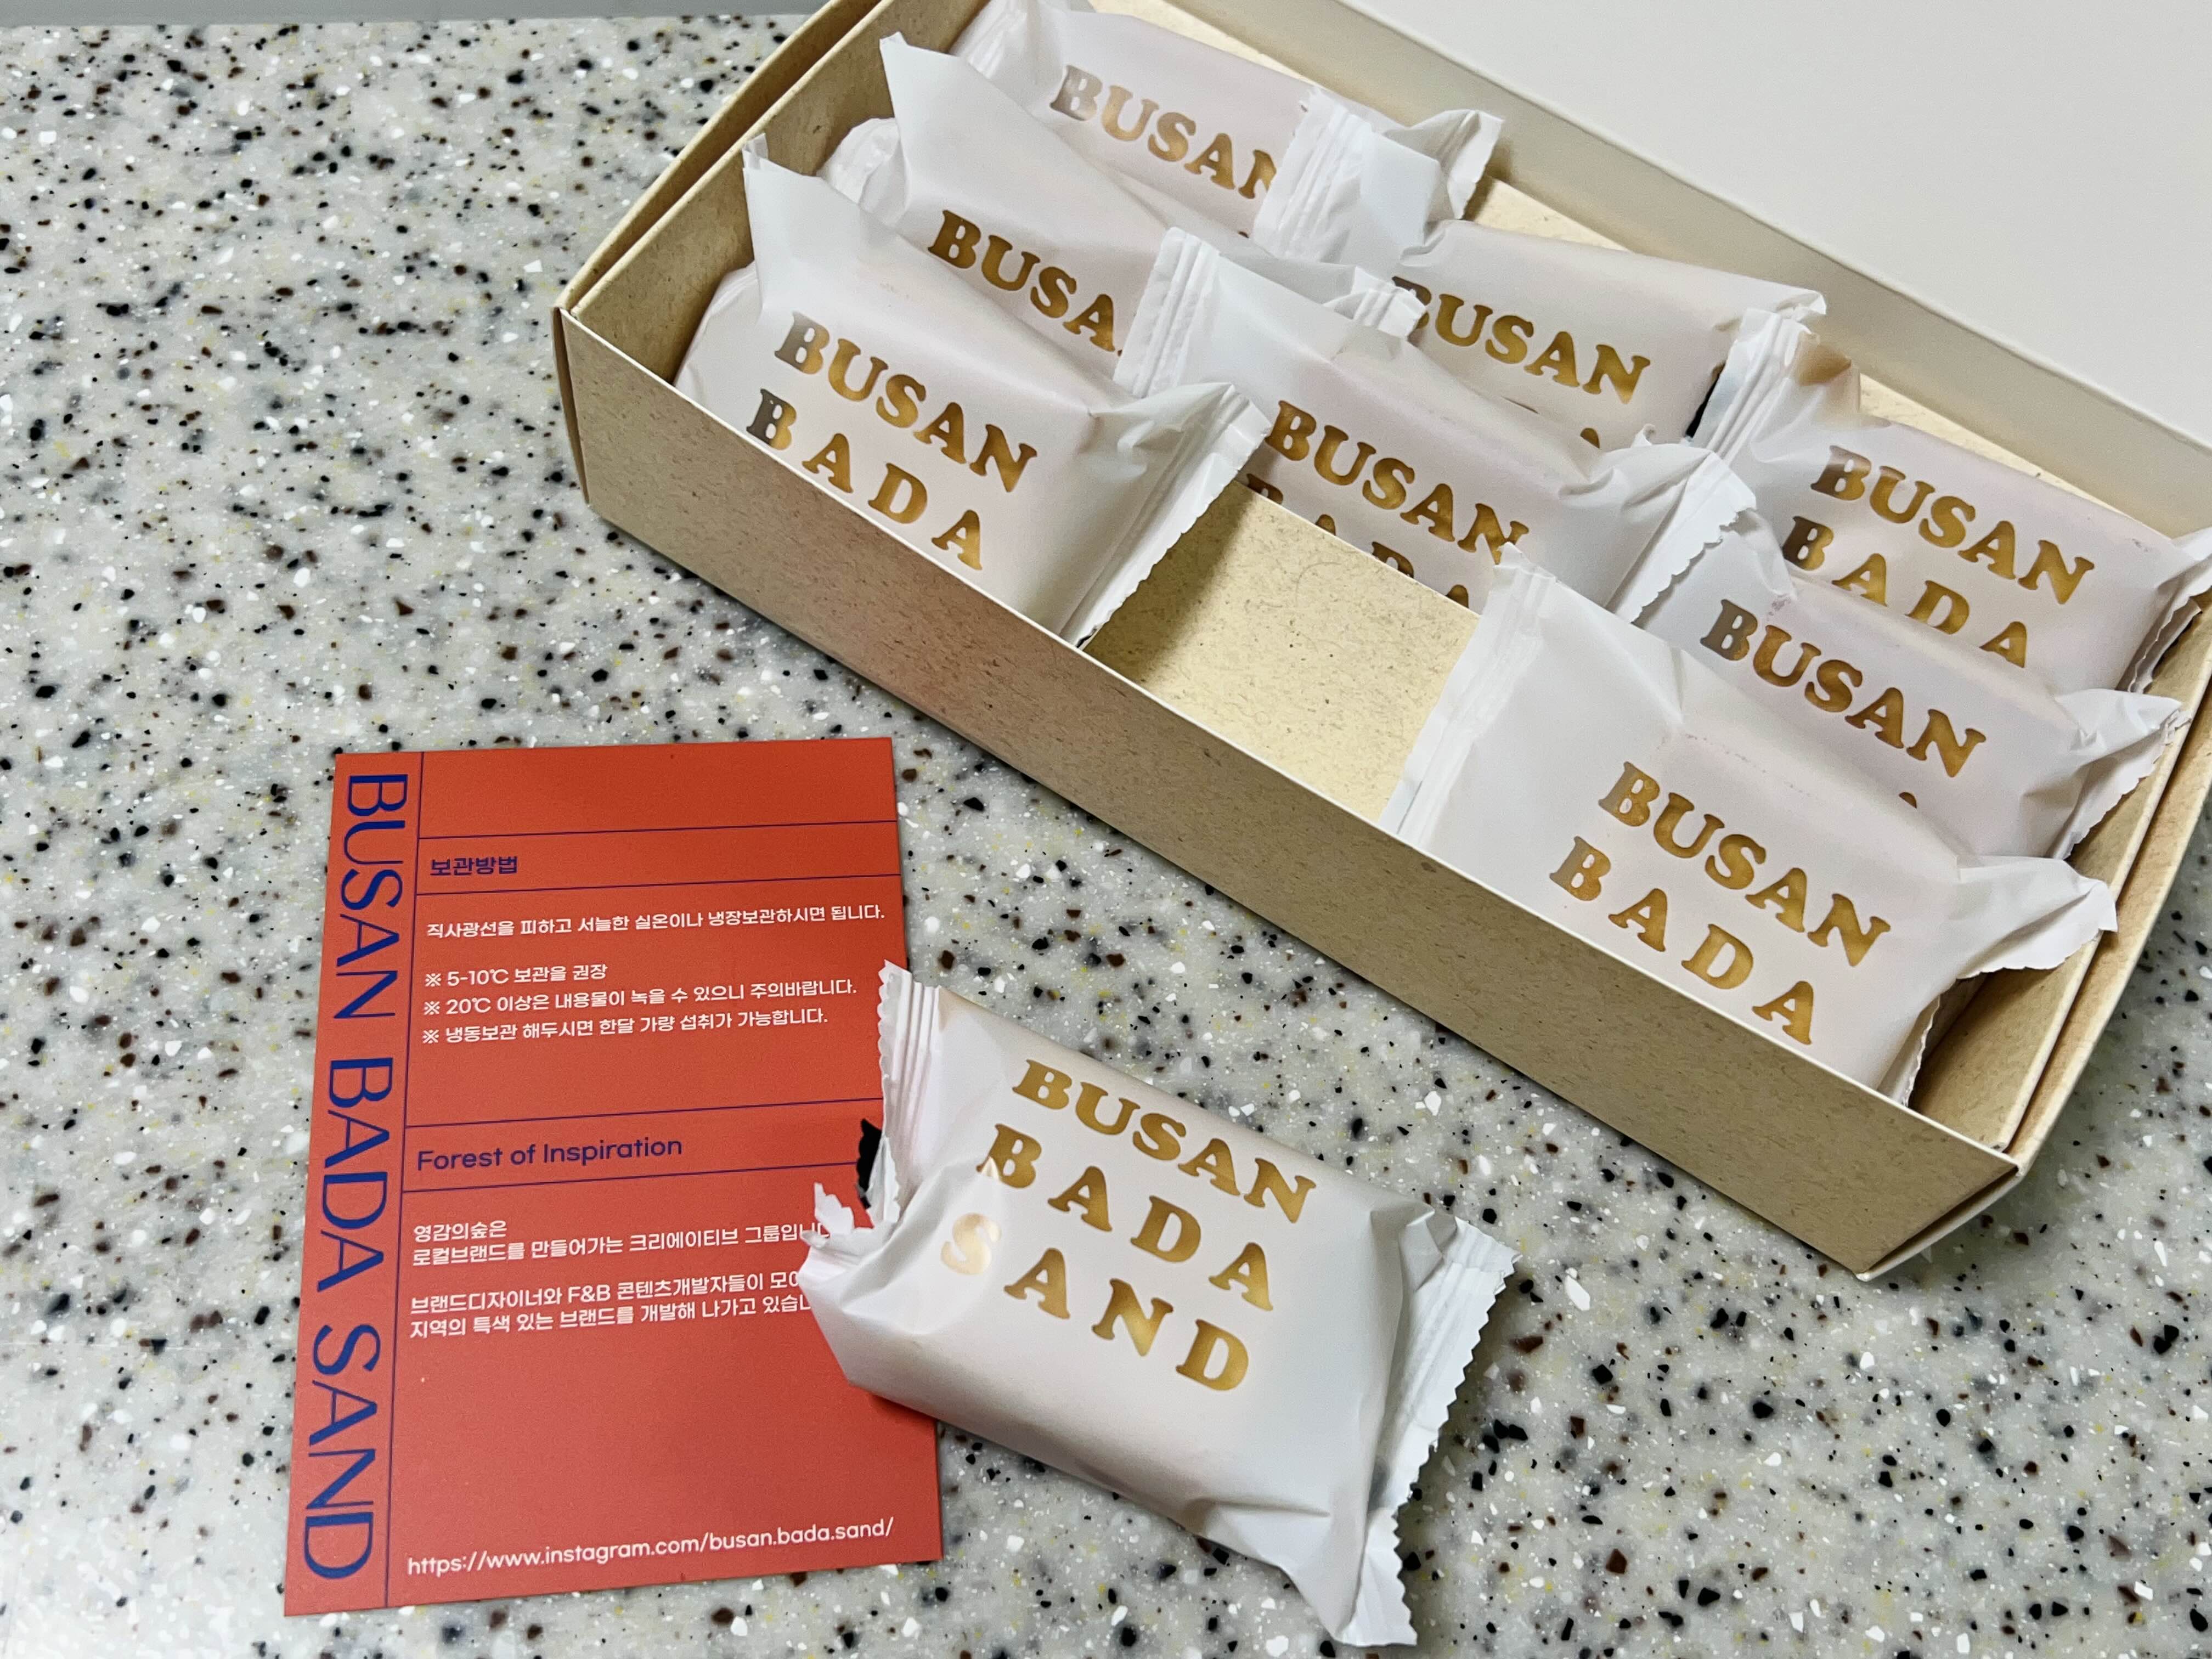 BUSAN
BUSA
BUSAN
BUSAN
BADA
BUSAN
BADA
BUSAN
BADA
BUSAN
BUSAN
BADA
BUSAN BADA SAND
보관방법
직사광선을 피하고 서늘한 실온이나 냉장보관하시면 됩니다.
※ 5-10℃ 보관을 권장
※ 20℃ 이상은 내용물이 녹을 수 있으니 주의바랍니다.
※ 냉동보관 해두시면 한달 가량 섭취가 가능합니다.
Forest of Inspiration
영감의숲은
로컬브랜드를 만들어가는 크리에이티브 그룹입니다
브랜드디자이너와 F&B 콘텐츠개발자들이 모여
지역의 특색 있는 브랜드를 개발해 나가고 있습니
https://www.instagram.com/busan.bada.sand/
BUSAN
BADA
SAND